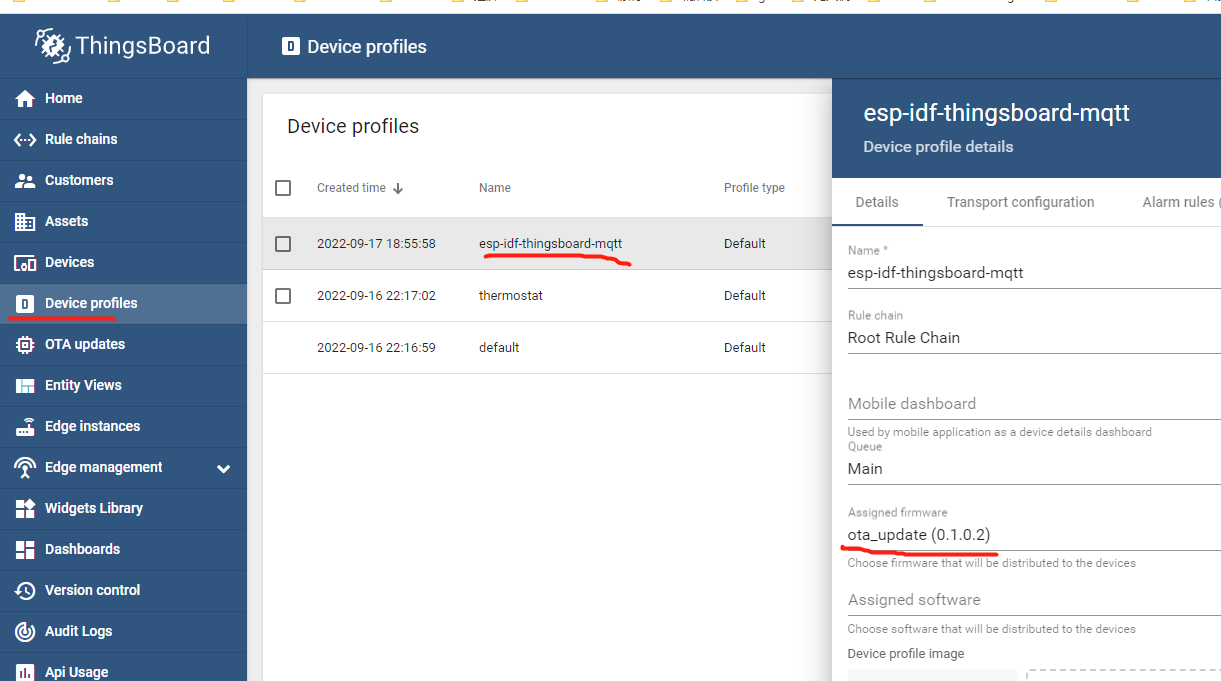 ThingsBoard
Device profiles
Home
Rule chains
Customers
Assets
Devices
Device profiles
OTA updates
Entity Views
Edge instances
Edge management
Widgets Library
Dashboards
Version control
Audit Logs
Api Usage
Device profiles
Created time Name Profile type
2022-09-17 18:55:58 esp-idf-thingsboard-mqtt Default
2022-09-16 22:17:02 thermostat Default
2022-09-16 22:16:59 default Default
esp-idf-thingsboard-mqtt
Device profile details
Details Transport configuration Alarm rules (
Name *
esp-idf-thingsboard-mqtt
Rule chain
Root Rule Chain
Mobile dashboard
Used by mobile application as a device details dashboard
Queue
Main
Assigned firmware
ota_update (0.1.0.2)
Choose firmware that will be distributed to the devices
Assigned software
Choose software that will be distributed to the devices
Device profile image